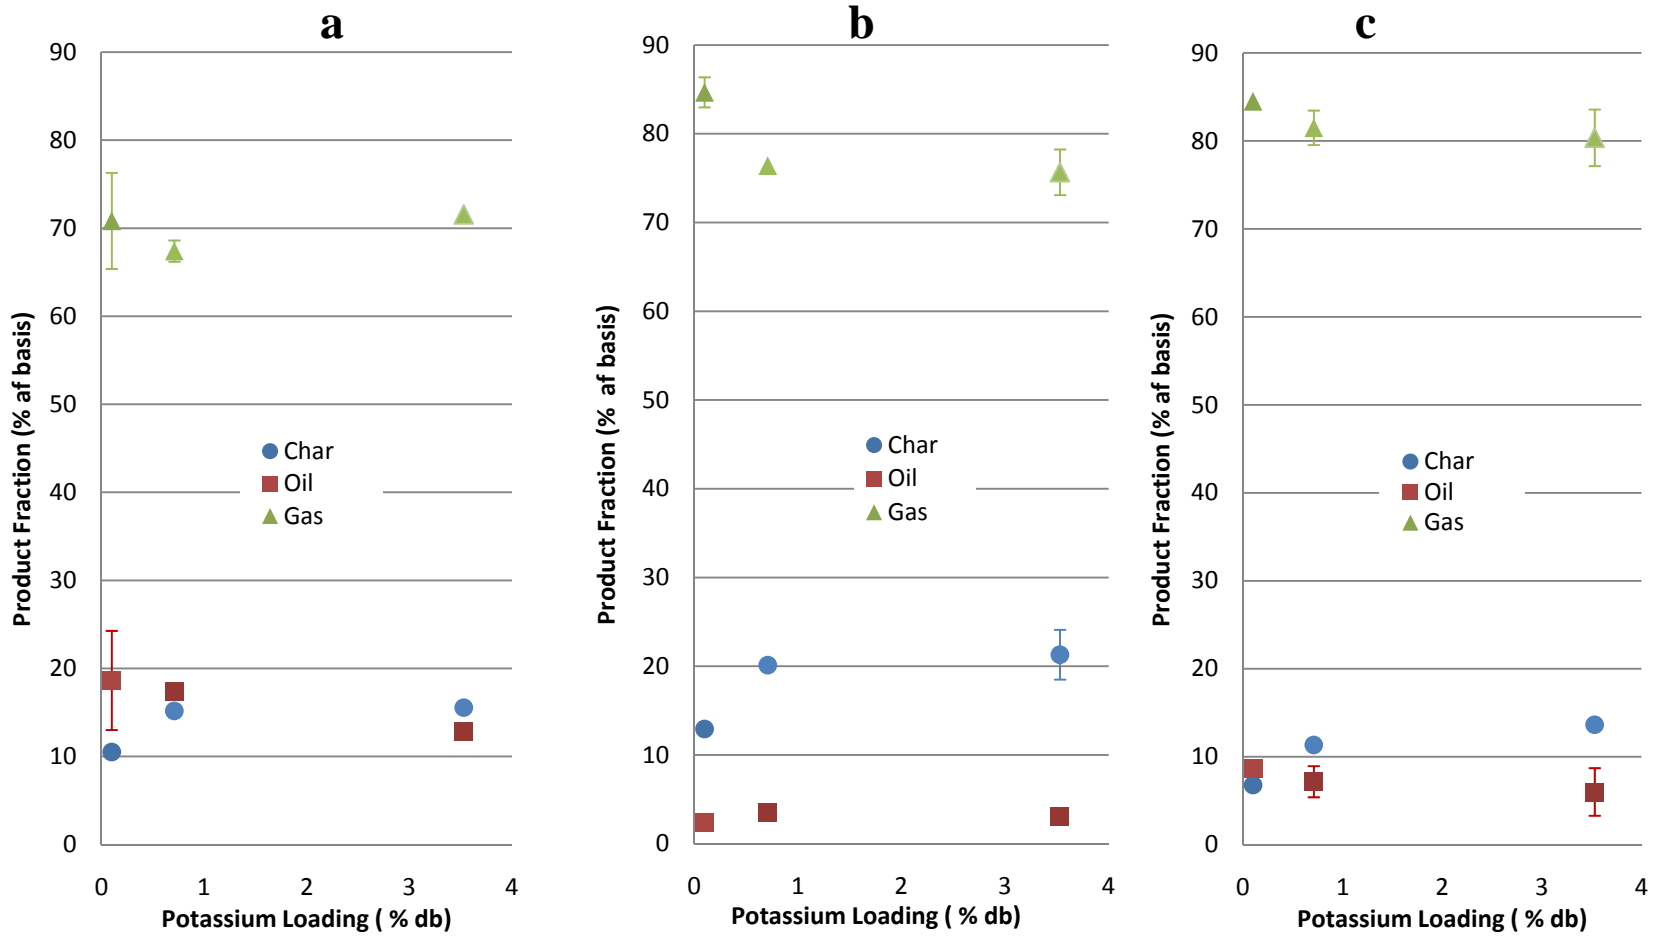 a
90
80
70
60
50
40
30
20
10
0
0 1 2 3 4
Product Fraction (% af basis)
Potassium Loading ( % db)
Char
Oil
Gas
b
90
80
70
60
50
40
30
20
10
0
0 1 2 3 4
Product Fraction (% af basis)
Potassium Loading ( % db)
Char
Oil
Gas
c
90
80
70
60
50
40
30
20
10
0
0 1 2 3 4
Product Fraction (% af basis)
Potassium Loading ( % db)
Char
Oil
Gas